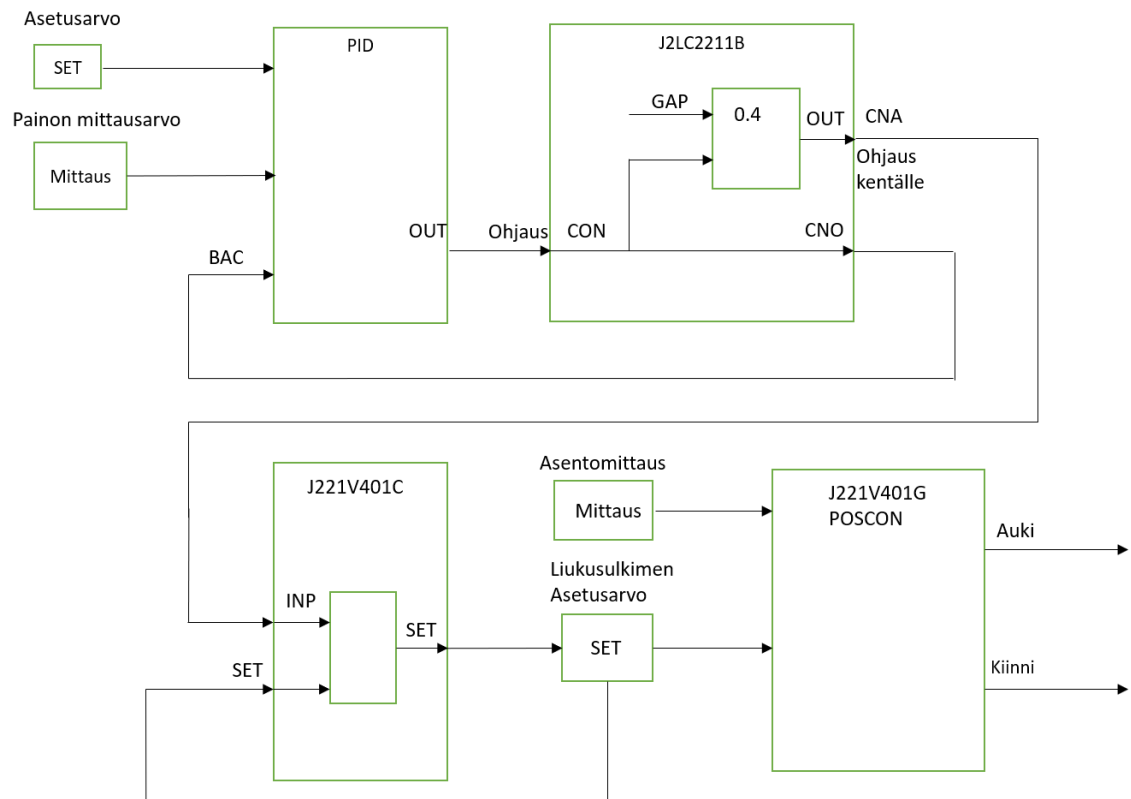 Asetusarvo
SET
Painon mittausarvo
Mittaus
BAC
PID
OUT
Ohjaus
J2LC2211B
GAP
0.4
OUT
CNA
Ohjaus
kentälle
CON
CNO
J221V401C
INP
SET
SET
Asentomittaus
Mittaus
Liukusulkimen
Asetusarvo
SET
J221V401G
POSCON
Auki
Kiinni